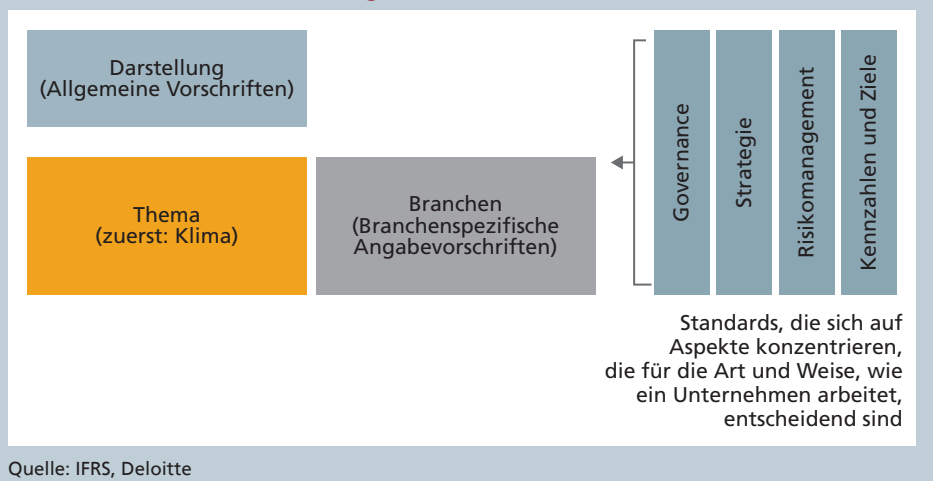 Darstellung
(Allgemeine Vorschriften)
Thema
(zuerst: Klima)
Branchen
(Branchenspezifische
Angabevorschriften)
Governance
Strategie
Risikomanagement
Kennzahlen und Ziele
Standards, die sich auf
Aspekte konzentrieren,
die für die Art und Weise, wie
ein Unternehmen arbeitet,
entscheidend sind
Quelle: IFRS, Deloitte